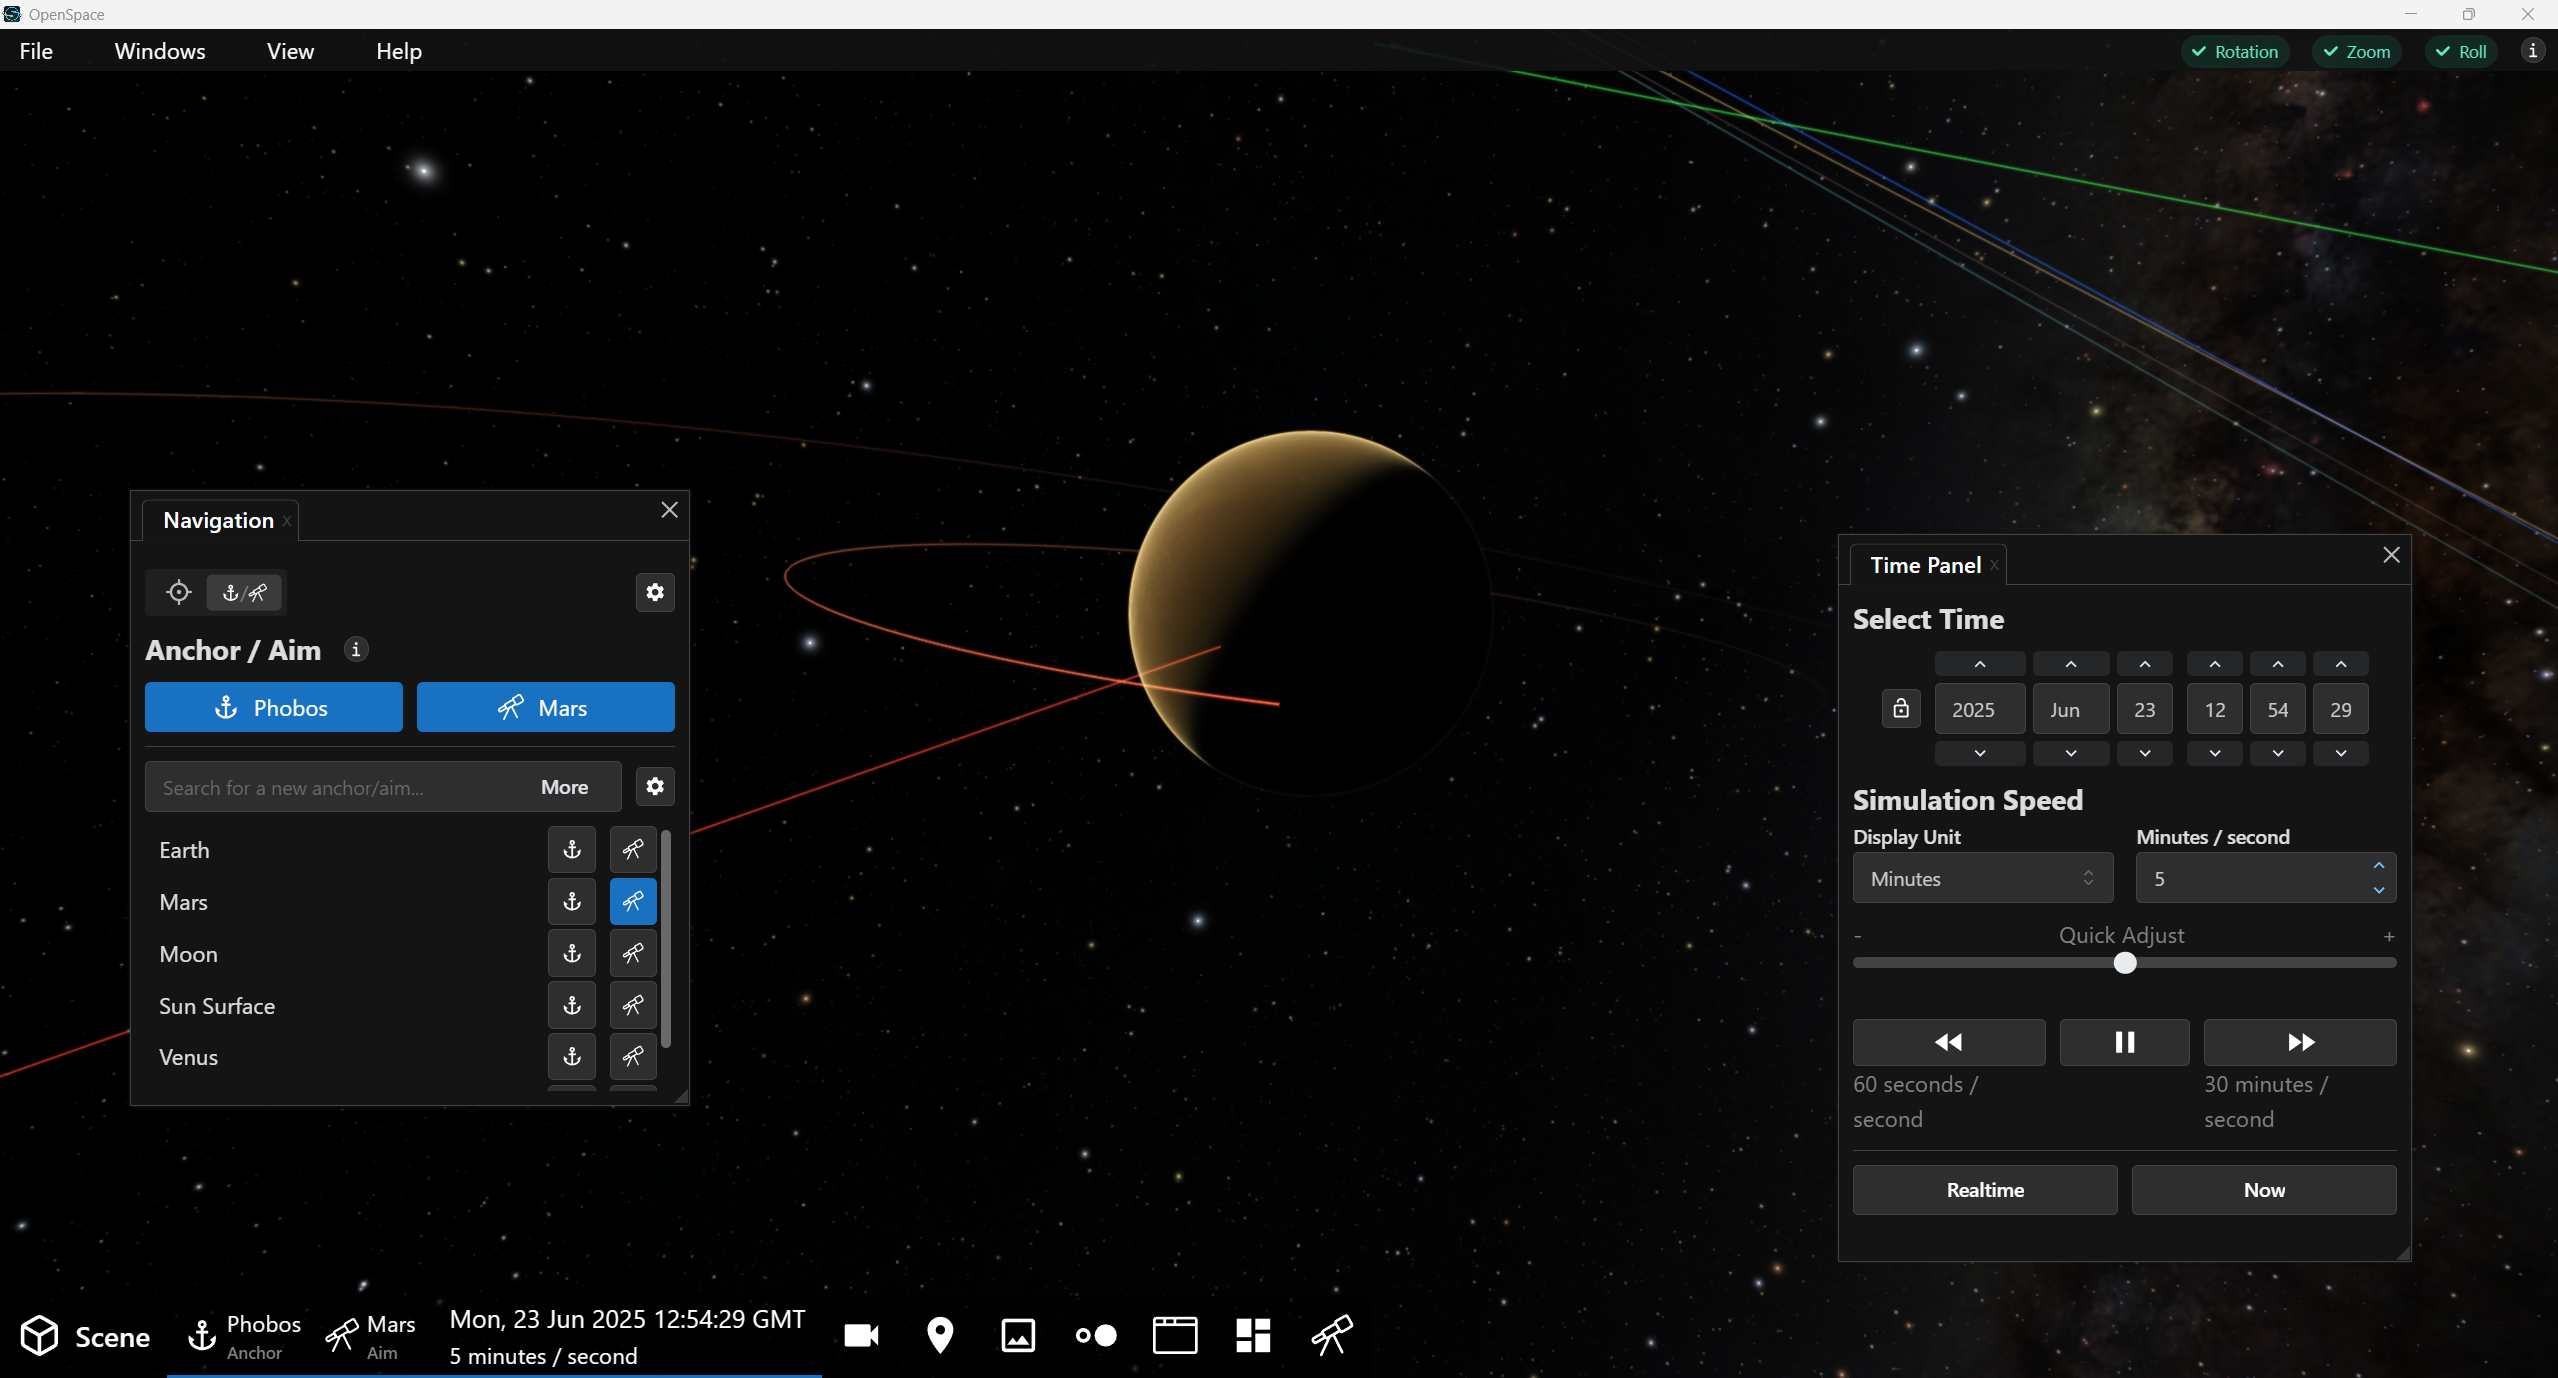 OpenSpace
File Windows View Help Rotation Zoom Roll
Navigation x
Anchor / Aim
Phobos Mars
Search for a new anchor/aim... More
Earth
Mars
Moon
Sun Surface
Venus
Time Panel x
Select Time
2025 Jun 23 12 54 29
Simulation Speed
Display Unit Minutes / second
Minutes 5
- Quick Adjust +
60 seconds / second
30 minutes / second
Realtime Now
Scene
Phobos
Anchor
Mars
Aim
Mon, 23 Jun 2025 12:54:29 GMT
5 minutes / second